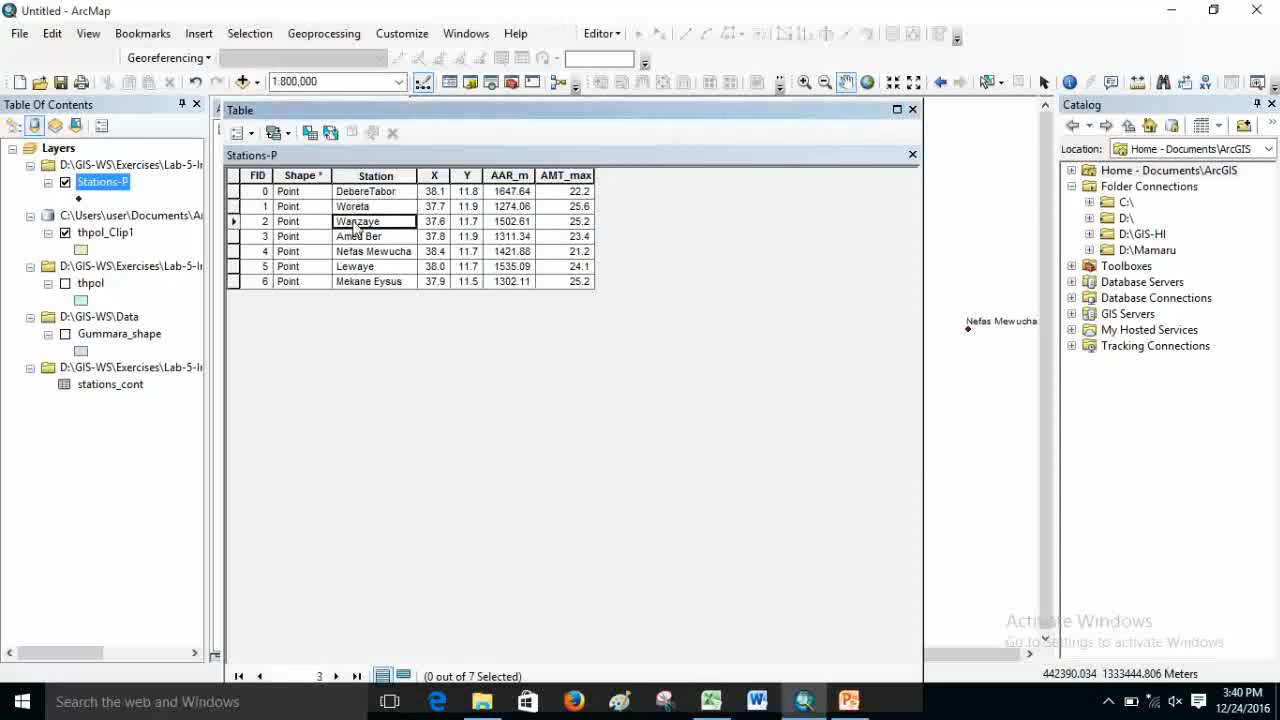 Untitled - ArcMap
File Edit View Bookmarks Insert Selection Geoprocessing Customize Windows Help Editor
Georeferencing
1:800,000
Table Of Contents
Layers
D:\GIS-WS\Exercises\Lab-5-I
Stations-P
C:\Users\user\Documents\A
thpol_Clip1
D:\GIS-WS\Exercises\Lab-5-I
thpol
D:\GIS-WS\Data
Gummara_shape
D:\GIS-WS\Exercises\Lab-5-I
stations_cont
Table
Stations-P
FID Shape * Station X Y AAR_m AMT_max
0 Point DebereTabor 38.1 11.8 1647.64 22.2
1 Point Woreta 37.7 11.9 1274.06 25.6
2 Point Wanzaye 37.6 11.7 1502.61 25.2
3 Point Amed Ber 37.8 11.9 1311.34 23.4
4 Point Nefas Mewucha 38.4 11.7 1421.88 21.2
5 Point Lewaye 38.0 11.7 1535.09 24.1
6 Point Mekane Eysus 37.9 11.5 1302.11 25.2
3 (0 out of 7 Selected)
Nefas Mewucha
Catalog
Location: Home - Documents\ArcGIS
Home - Documents\ArcGIS
Folder Connections
C:\
D:\
D:\GIS-HI
D:\Mamaru
Toolboxes
Database Servers
Database Connections
GIS Servers
My Hosted Services
Tracking Connections
Activate Windows
Go to Settings to activate Windows
442390.034 1333444.806 Meters
Search the web and Windows
3:40 PM
12/24/2016